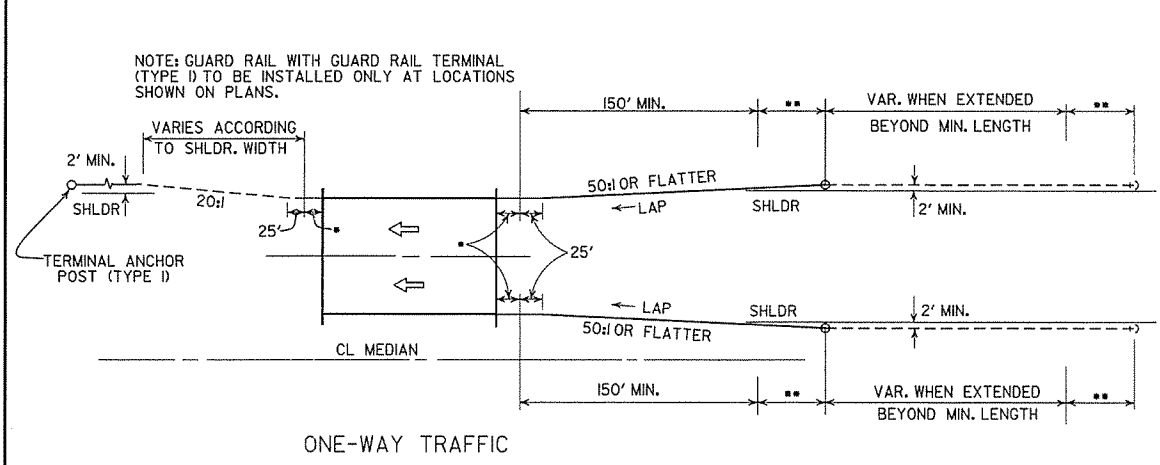 NOTE: GUARD RAIL WITH GUARD RAIL TERMINAL
(TYPE I) TO BE INSTALLED ONLY AT LOCATIONS
SHOWN ON PLANS.
150' MIN.
**
VAR. WHEN EXTENDED
BEYOND MIN. LENGTH
**
VARIES ACCORDING
TO SHLDR. WIDTH
2' MIN.
SHLDR
20:1
50:1 OR FLATTER
LAP
SHLDR
2' MIN.
25'
*
*
25'
TERMINAL ANCHOR
POST (TYPE I)
LAP
SHLDR
2' MIN.
50:1 OR FLATTER
CL MEDIAN
150' MIN.
**
VAR. WHEN EXTENDED
BEYOND MIN. LENGTH
**
ONE-WAY TRAFFIC